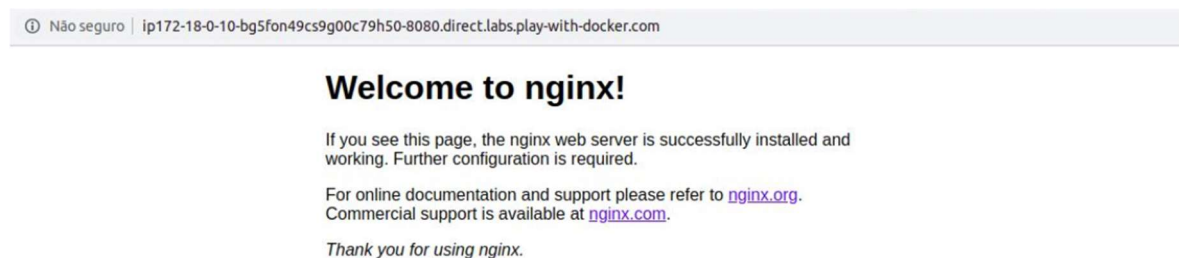 Não seguro | ip172-18-0-10-bg5fon49cs9g00c79h50-8080.direct.labs.play-with-docker.com
Welcome to nginx!
If you see this page, the nginx web server is successfully installed and
working. Further configuration is required.
For online documentation and support please refer to nginx.org.
Commercial support is available at nginx.com.
Thank you for using nginx.